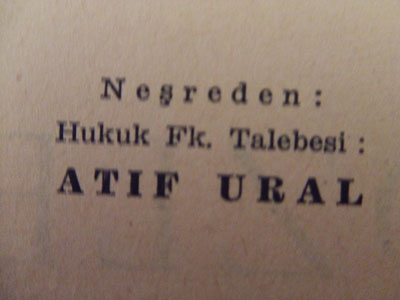 Neşreden :
Hukuk Fk. Talebesi :
ATIF URAL